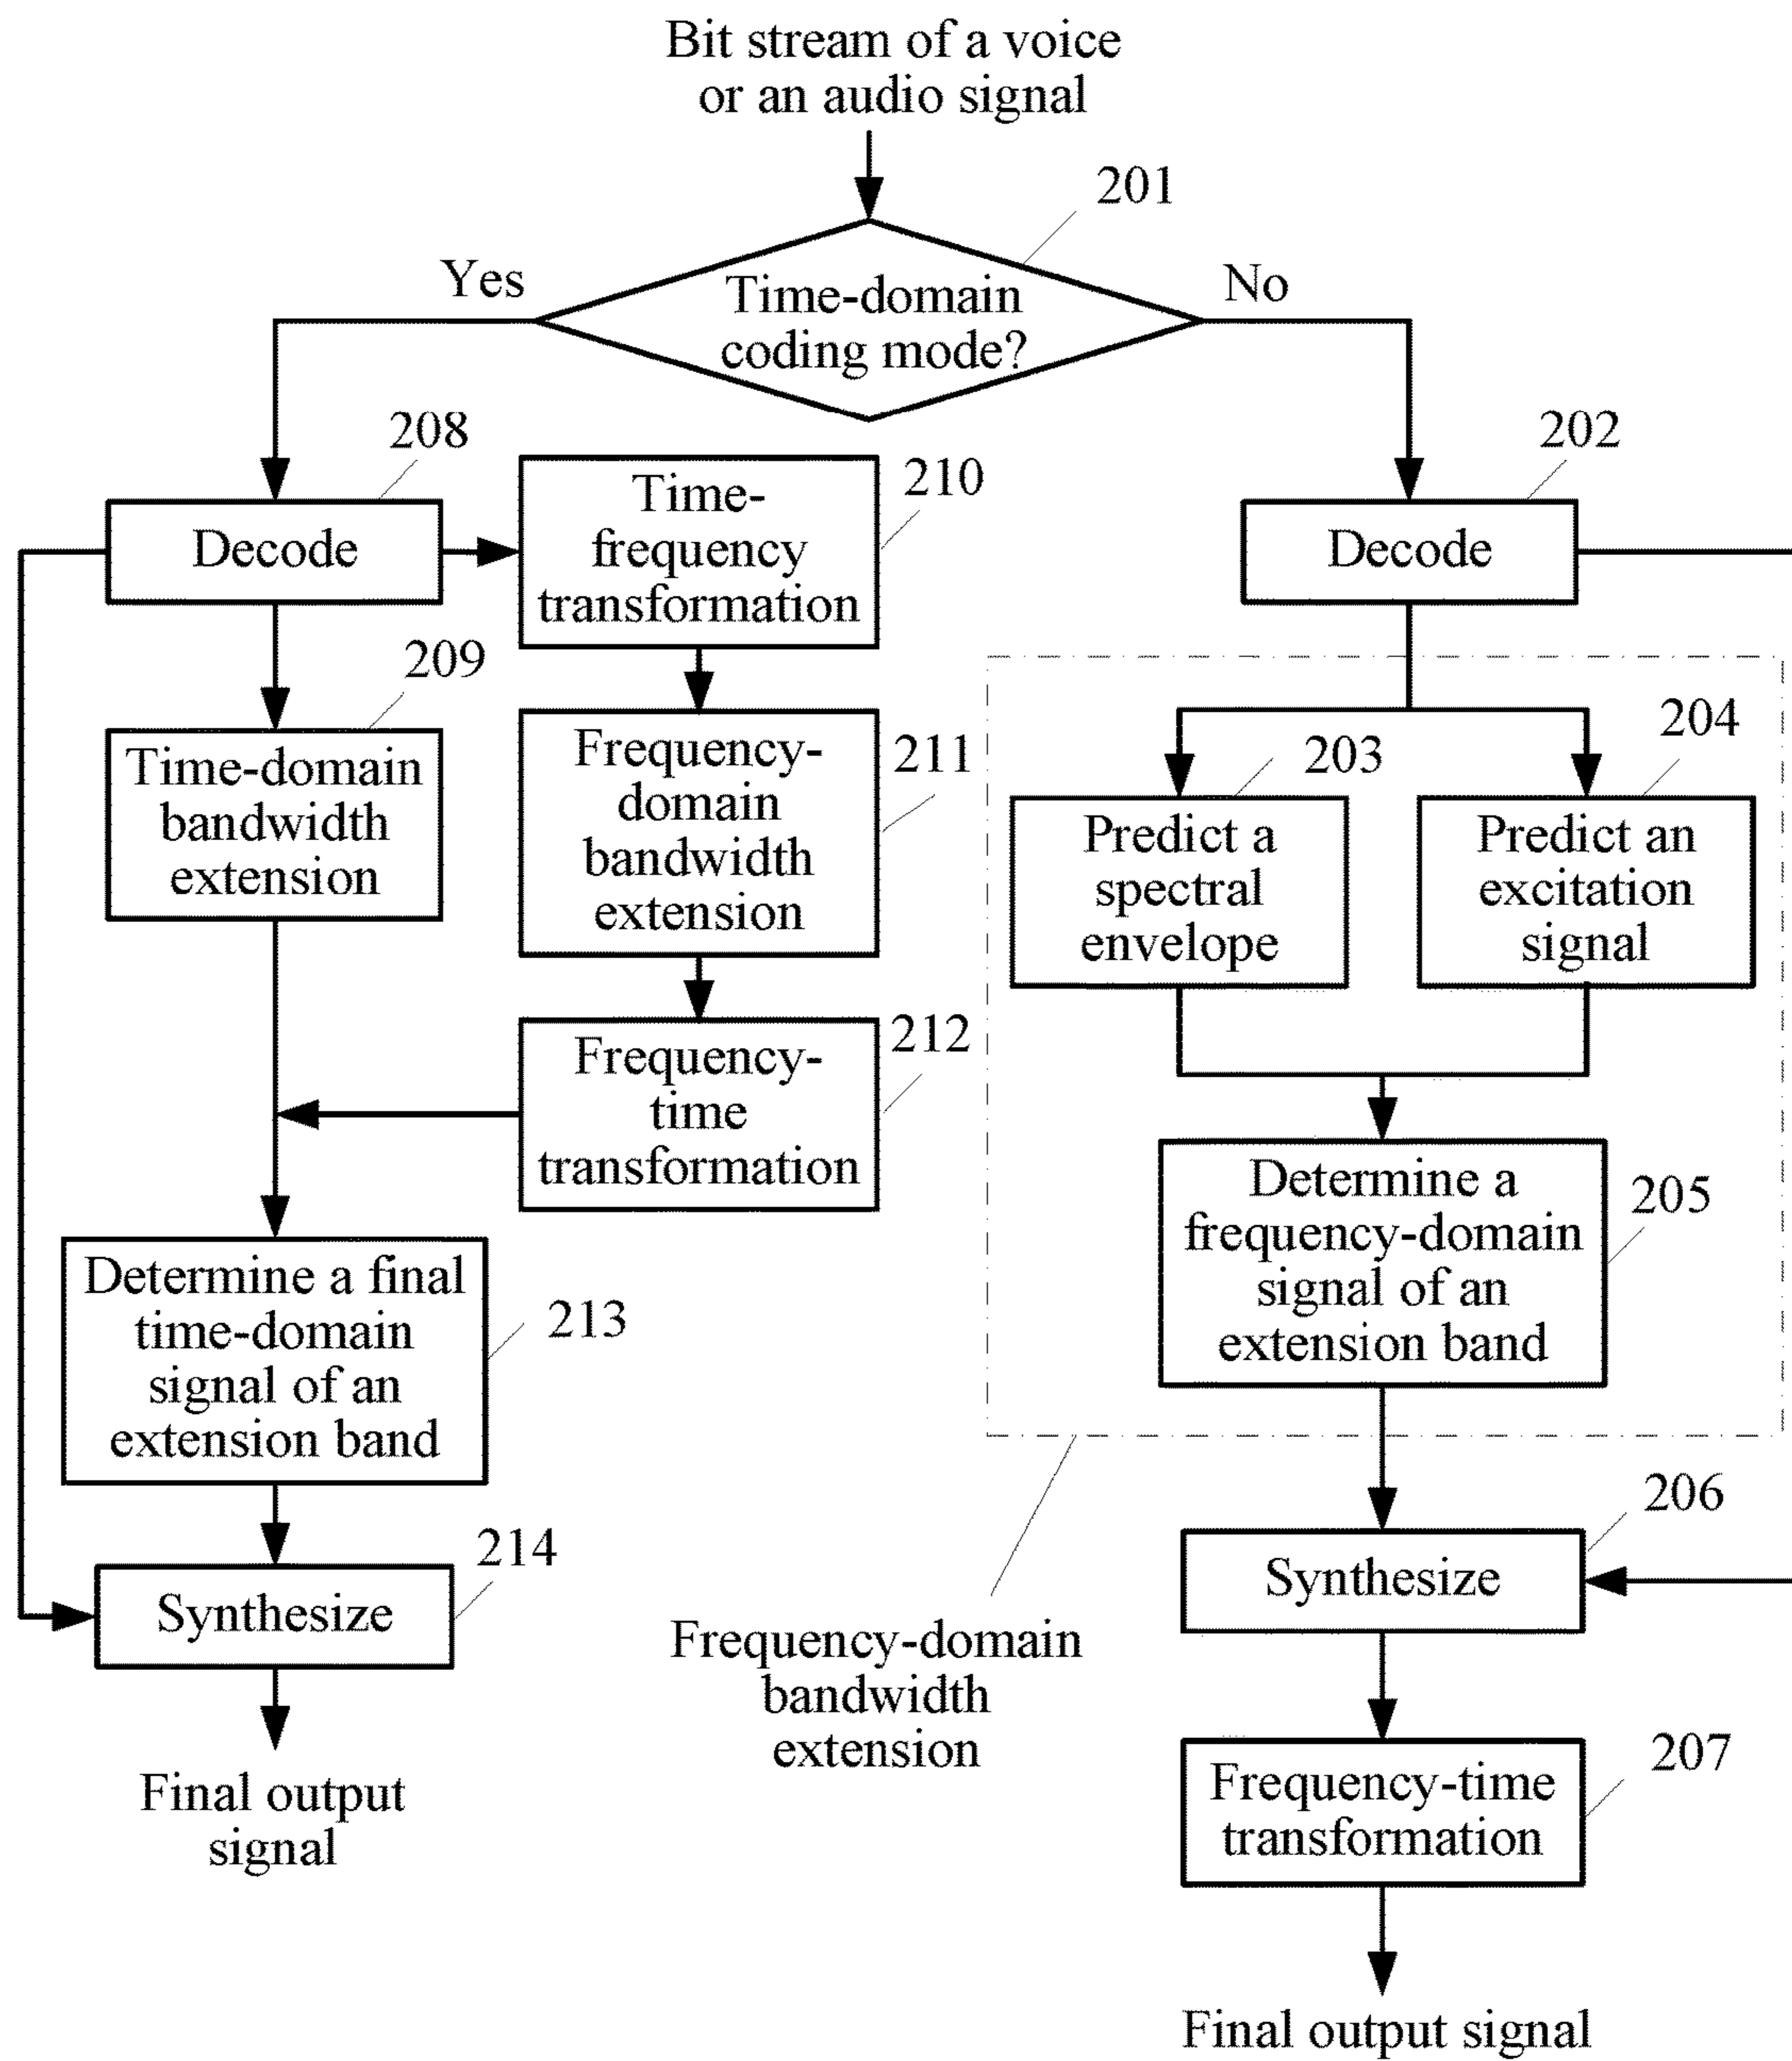 Bit stream of a voice
or an audio signal
201
Yes
No
Time-domain
coding mode?
208
Decode
210
Time-
frequency
transformation
202
Decode
209
Time-domain
bandwidth
extension
211
Frequency-
domain
bandwidth
extension
203
Predict a
spectral
envelope
204
Predict an
excitation
signal
212
Frequency-
time
transformation
205
Determine a
frequency-domain
signal of an
extension band
213
Determine a final
time-domain
signal of an
extension band
214
Synthesize
206
Synthesize
Frequency-domain
bandwidth
extension
207
Frequency-time
transformation
Final output
signal
Final output signal